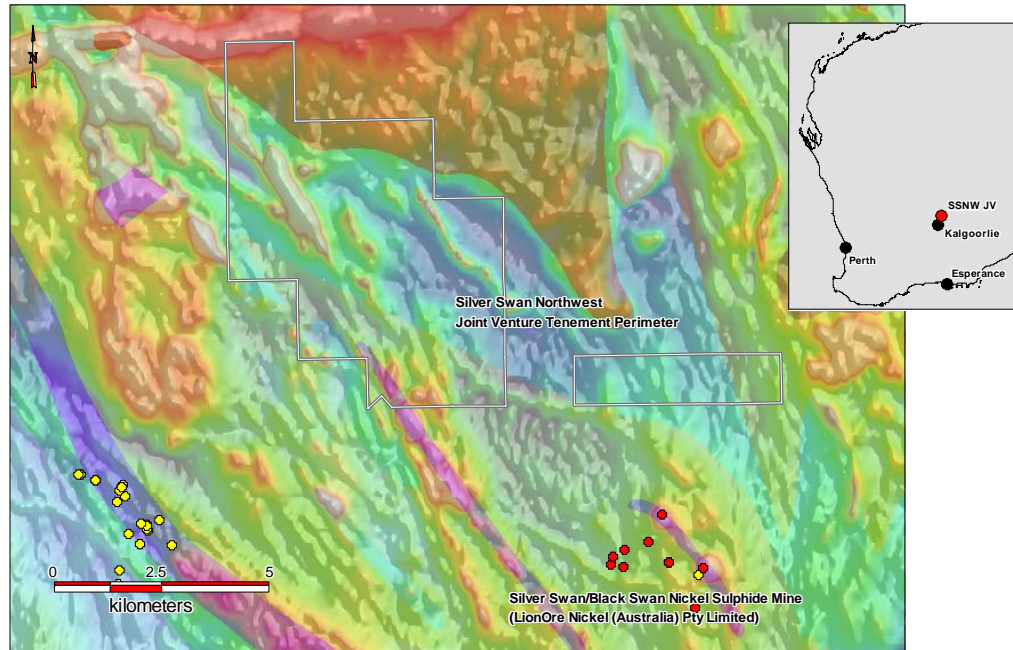 N
SSNW JV
Kalgoorlie
Perth
Esperance
Silver Swan Northwest
Joint Venture Tenement Perimeter
0 2.5 5
kilometers
Silver Swan/Black Swan Nickel Sulphide Mine
(LionOre Nickel (Australia) Pty Limited)